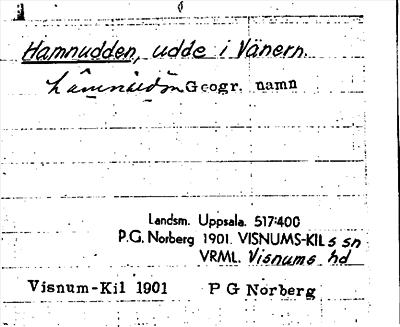 Hamnudden, udde i Vänern.
Geogr. namn
Landsm. Uppsala. 517:400
P.G. Norberg 1901. VISNUMS-KILs sn
VRML. Visnums hd
Visnum-Kil 1901 P G Norberg